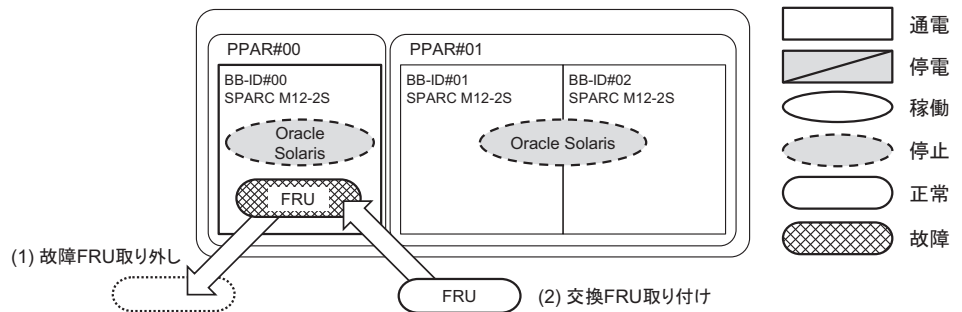 PPAR#00
PPAR#01
BB-ID#00
SPARC M12-2S
BB-ID#01
SPARC M12-2S
BB-ID#02
SPARC M12-2S
Oracle
Solaris
Oracle Solaris
FRU
(1) 故障FRU取り外し
FRU
(2) 交換FRU取り付け
通電
停電
稼働
停止
正常
故障